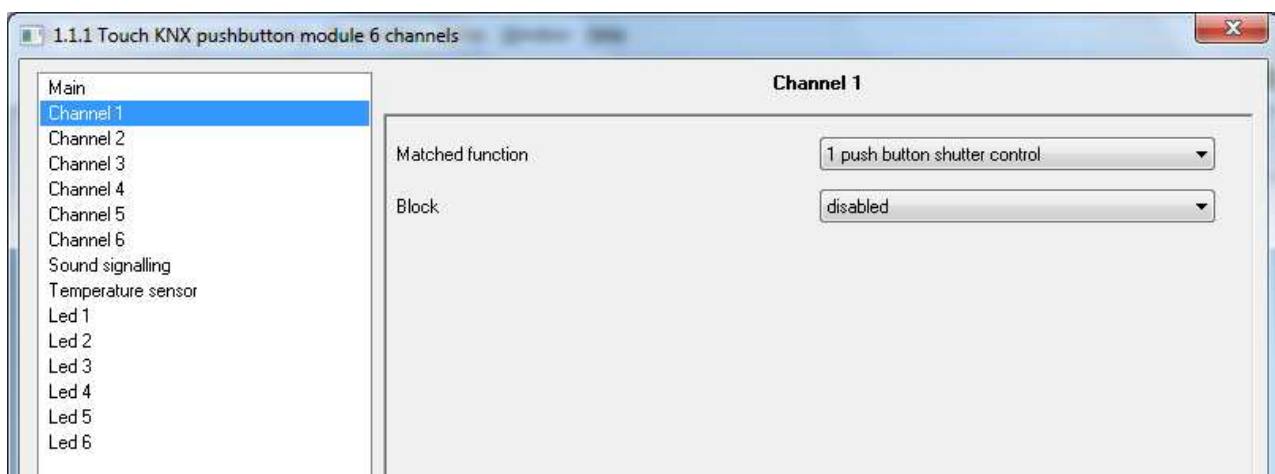 1.1.1 Touch KNX pushbutton module 6 channels
Main
Channel 1
Channel 2
Channel 3
Channel 4
Channel 5
Channel 6
Sound signalling
Temperature sensor
Led 1
Led 2
Led 3
Led 4
Led 5
Led 6
Channel 1
Matched function
1 push button shutter control
Block
disabled